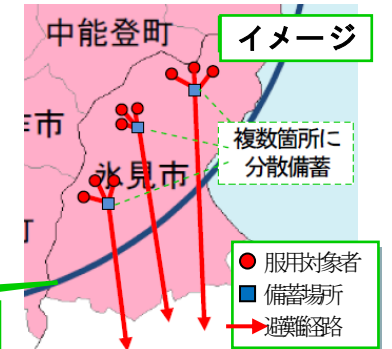 中能登町
イメージ
市
複数箇所に
分散備蓄
氷見市
町
服用対象者
備蓄場所
避難経路